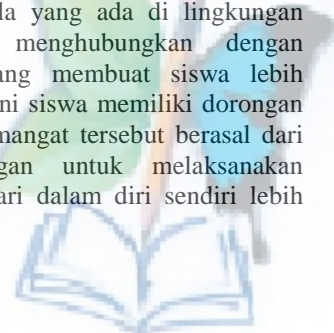 la yang ada di lingkungan
menghubungkan dengan
ang membuat siswa lebih
ni siswa memiliki dorongan
mangat tersebut berasal dari
gan untuk melaksanakan
ari dalam diri sendiri lebih